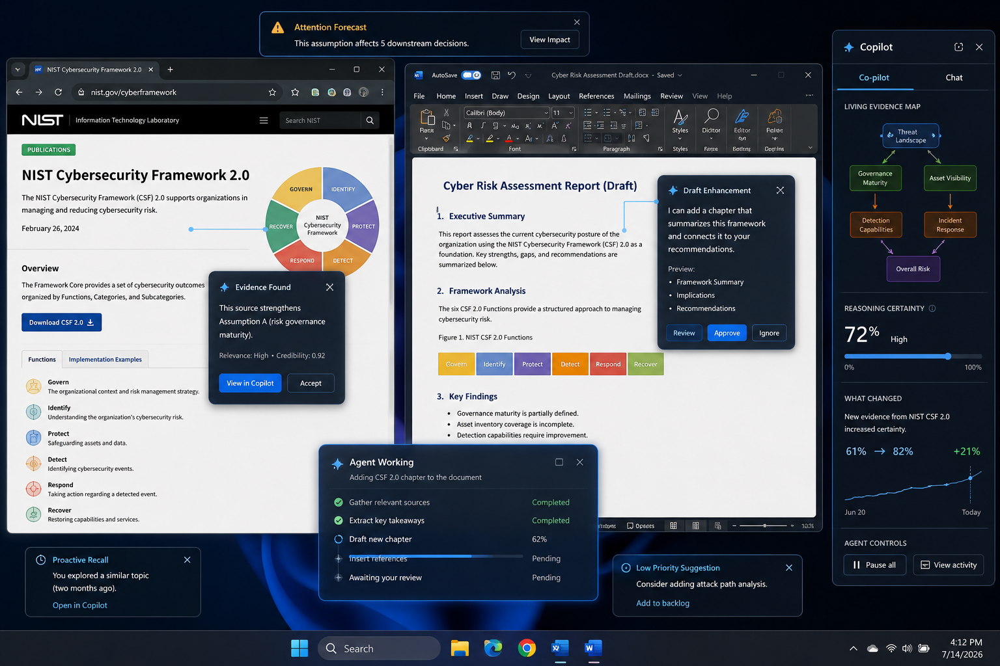 Attention Forecast
This assumption affects 5 downstream decisions.
View Impact
NIST Cybersecurity Framework 2.0
nist.gov/cyberframework
NIST
Information Technology Laboratory
Search NIST
PUBLICATIONS
NIST Cybersecurity Framework 2.0
The NIST Cybersecurity Framework (CSF) 2.0 supports organizations in
managing and reducing cybersecurity risk.
February 26, 2024
GOVERN
IDENTIFY
PROTECT
DETECT
RESPOND
RECOVER
NIST
Cybersecurity
Framework
Overview
The Framework Core provides a set of cybersecurity outcomes
organized by Functions, Categories, and Subcategories.
Download CSF 2.0
Functions
Implementation Examples
Govern
The organizational context and risk management strategy.
Identify
Understanding the organization's cybersecurity risk.
Protect
Safeguarding assets and data.
Detect
Identifying cybersecurity events.
Respond
Taking action regarding a detected event.
Recover
Restoring capabilities and services.
Evidence Found
This source strengthens
Assumption A (risk governance
maturity).
Relevance: High • Credibility: 0.92
View in Copilot
Accept
AutoSave
Cyber Risk Assessment Draft.docx - Saved
File Home Insert Draw Design Layout References Mailings Review View Help
Cailbri (Body)
11
Styles
Editor
Clipbbard
Font
Paragraph
Styles
Cyber Risk Assessment Report (Draft)
1. Executive Summary
This report assesses the current cybersecurity posture of the
organization using the NIST Cybersecurity Framework (CSF) 2.0 as a
foundation. Key strengths, gaps, and recommendations are
summarized below.
2. Framework Analysis
The six CSF 2.0 Functions provide a structured approach to managing
cybersecurity risk.
Figure 1. NIST CSF 2.0 Functions
Govern Identify Protect Detect Respond Recover
3. Key Findings
• Governance maturity is partially defined.
• Asset inventory coverage is incomplete.
• Detection capabilities require improvement.
Draft Enhancement
I can add a chapter that
summarizes this framework
and connects it to your
recommendations.
Preview:
• Framework Summary
• Implications
• Recommendations
Review
Approve
Ignore
Agent Working
Adding CSF 2.0 chapter to the document
Gather relevant sources Completed
Extract key takeaways Completed
Draft new chapter 62%
Insert references Pending
Awaiting your review Pending
Copilot
Co-pilot
Chat
LIVING EVIDENCE MAP
Threat
Landscape
Governance
Maturity
Asset Visibility
Detection
Capabilities
Incident
Response
Overall Risk
REASONING CERTAINTY
72% High
0% 100%
WHAT CHANGED
New evidence from NIST CSF 2.0
increased certainty.
61% → 82% +21%
Jun 20 Today
AGENT CONTROLS
Pause all
View activity
Proactive Recall
You explored a similar topic
(two months ago).
Open in Copilot
Low Priority Suggestion
Consider adding attack path analysis.
Add to backlog
Search
4:12 PM
7/14/2026